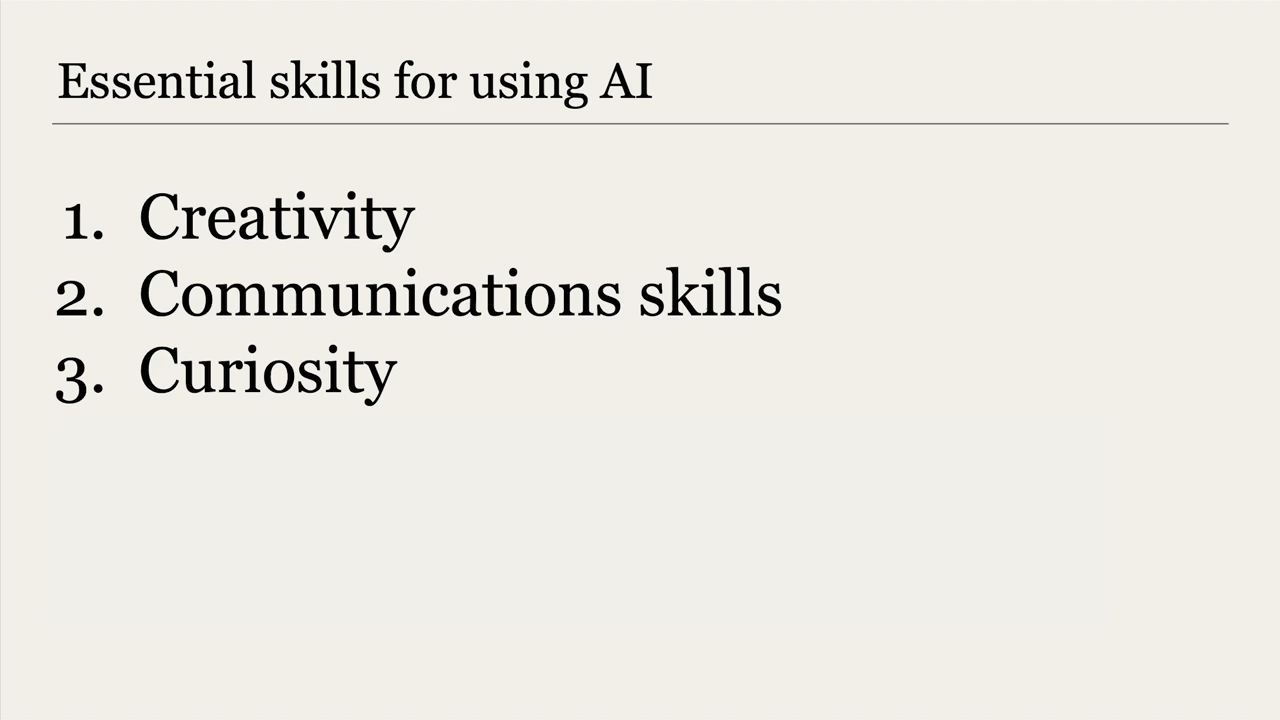 Essential skills for using AI
1. Creativity
2. Communications skills
3. Curiosity